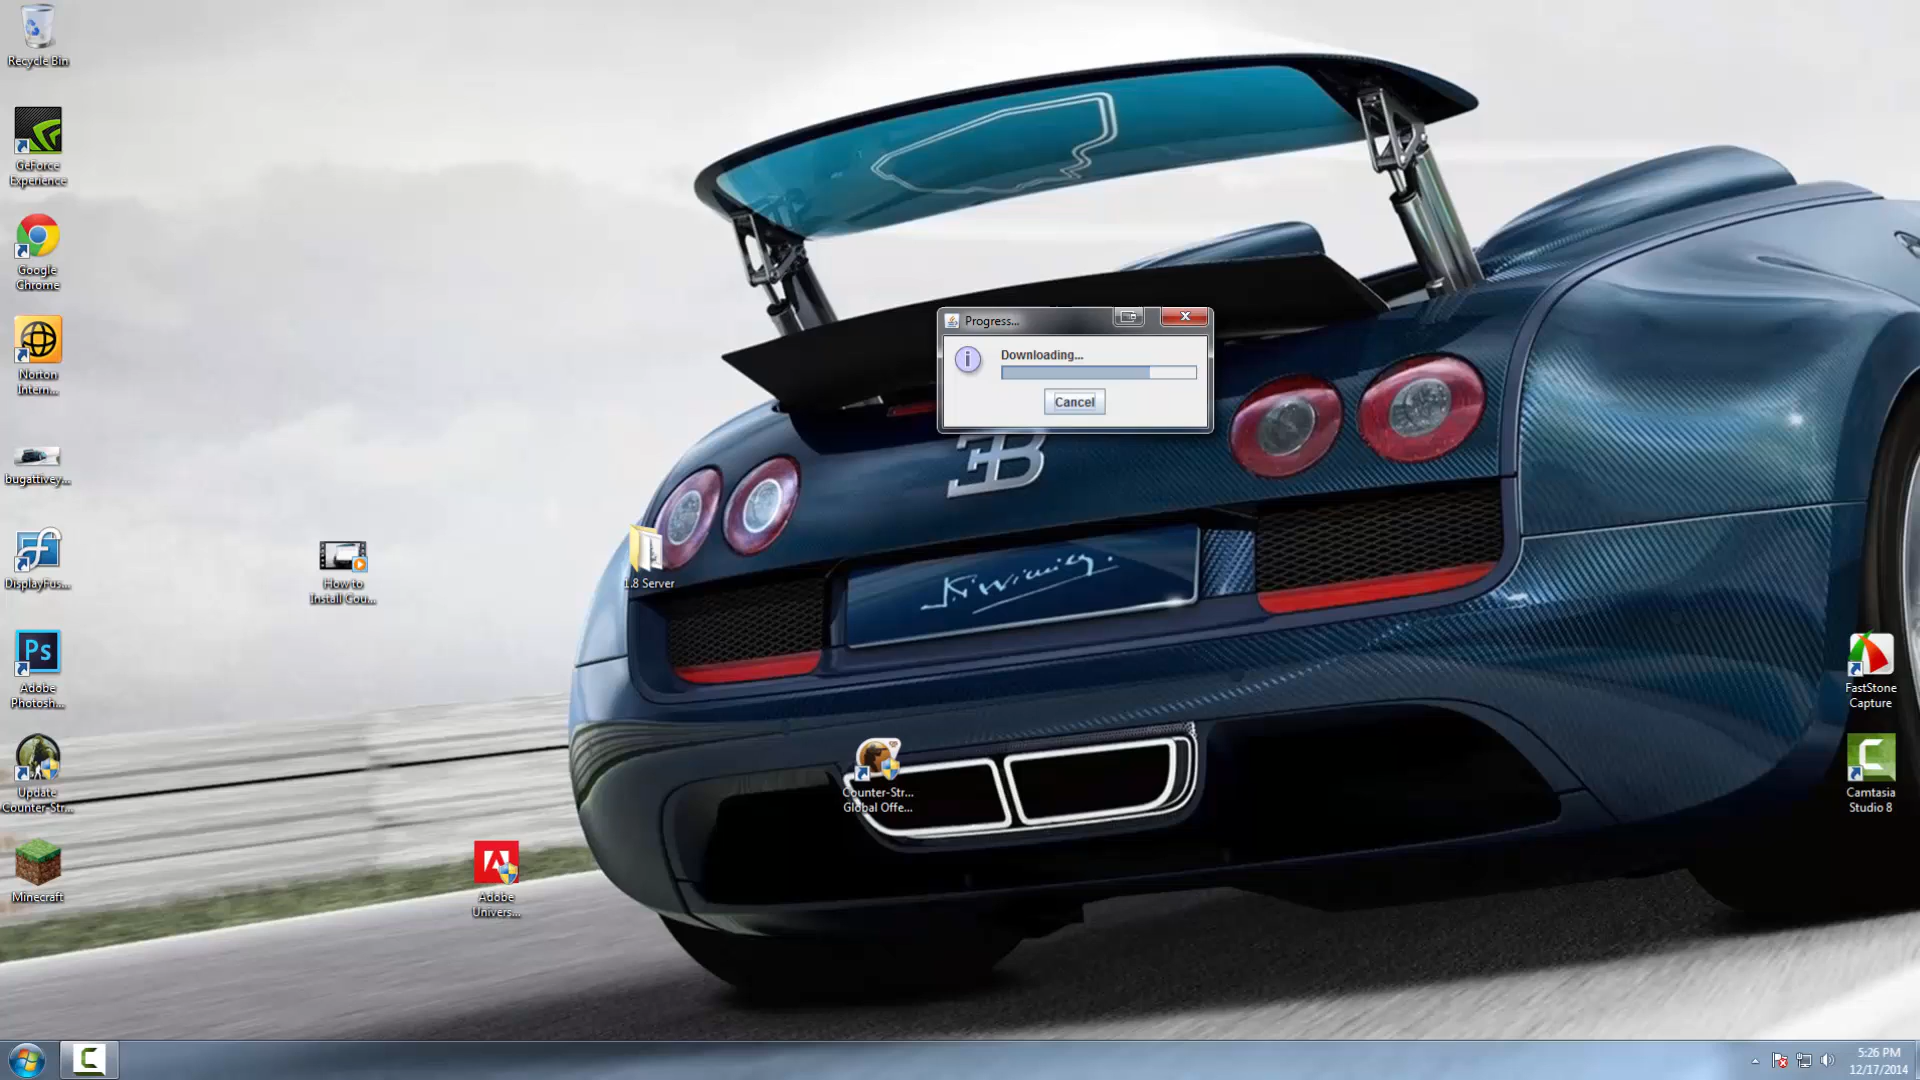 Recycle Bin
GeForce
Experience
Google
Chrome
Norton
Intern...
bugattivey...
DisplayFus...
Ps
Adobe
Photosh...
Update
Counter-Str...
Minecraft
How to
Install Cou...
Adobe
Univers...
1.8 Server
Counter-Str...
Global Offe...
Progress...
Downloading...
Cancel
FastStone
Capture
Camtasia
Studio 8
5:26 PM
12/17/2014